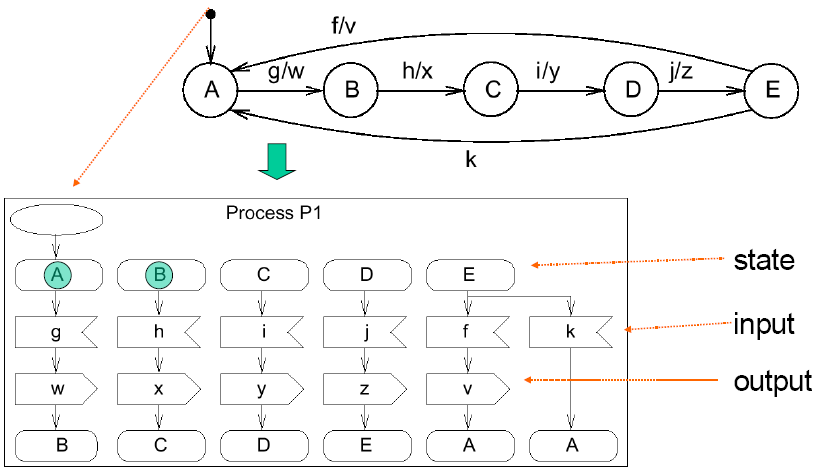 f/v
A g/w B h/x C i/y D j/z E
k
Process P1
A B C D E state
g h i j f k input
w x y z v output
B C D E A A